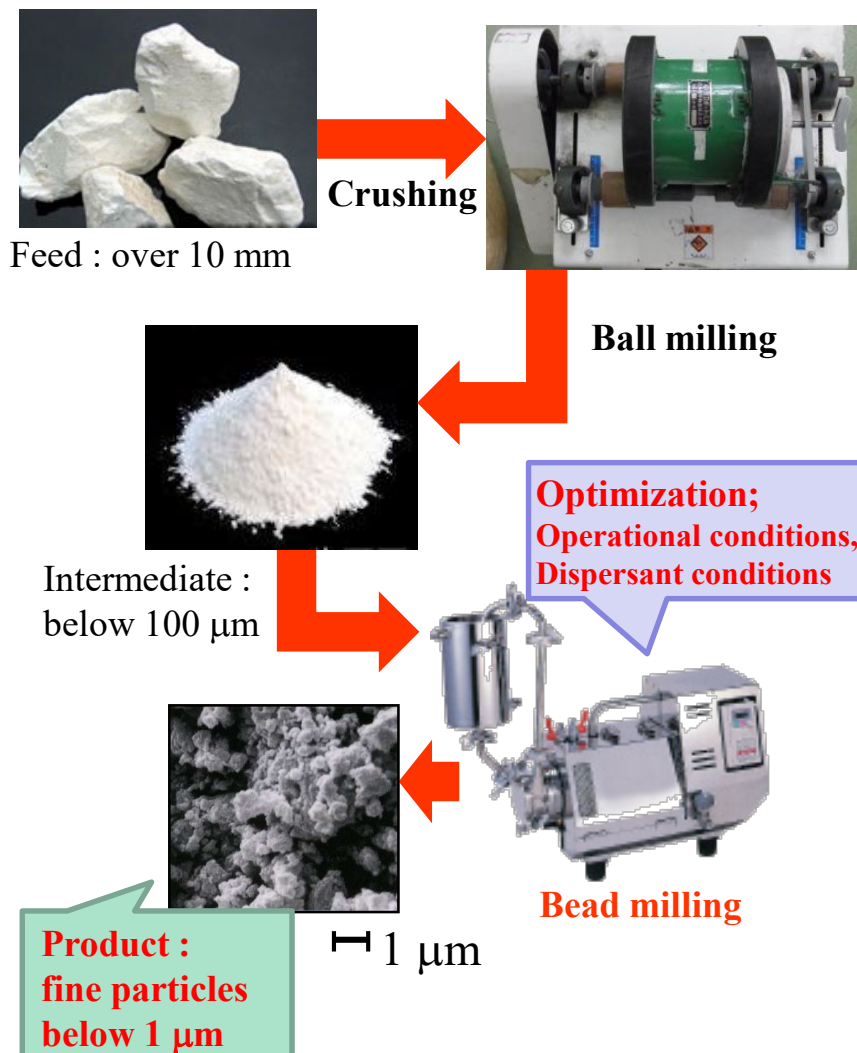 Crushing
Feed : over 10 mm
Ball milling
Optimization;
Operational conditions,
Dispersant conditions
Intermediate :
below 100 μm
Bead milling
1 μm
Product :
fine particles
below 1 μm